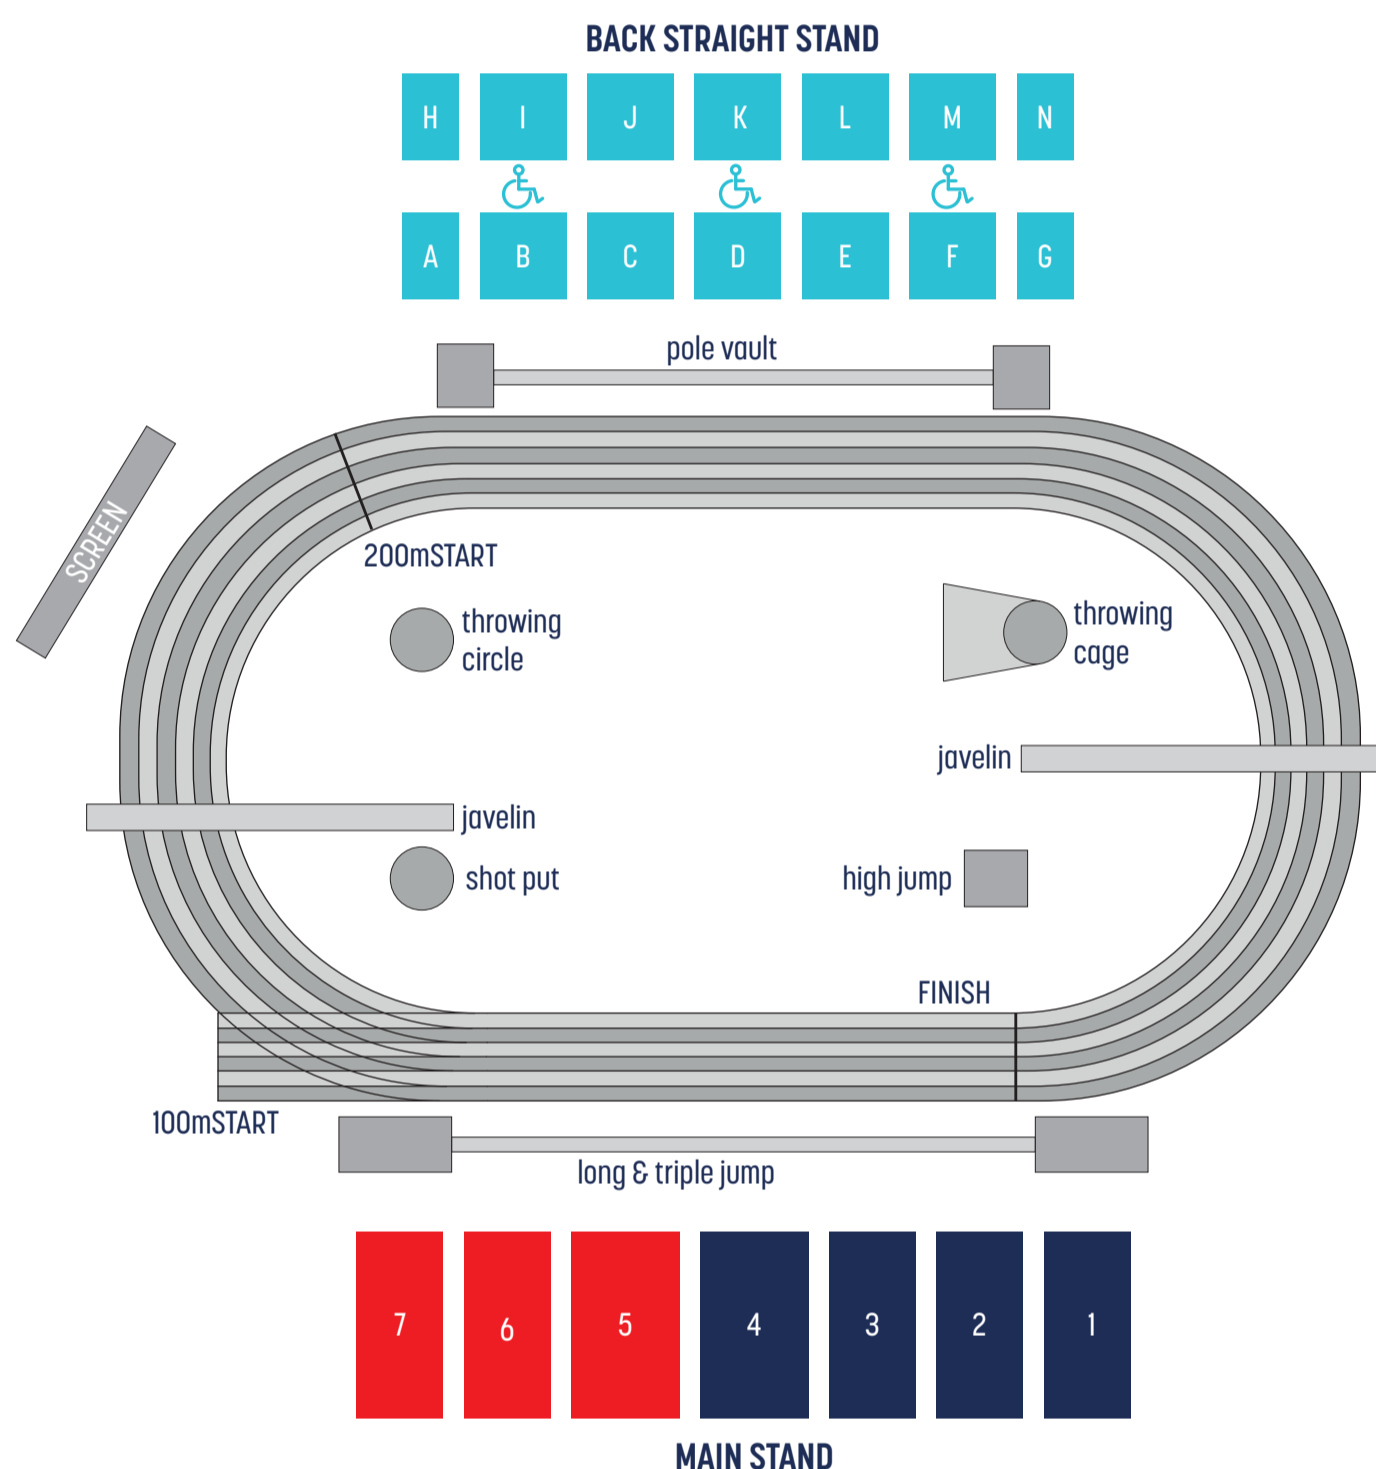 BACK STRAIGHT STAND
H I J K L M N
A B C D E F G
pole vault
SCREEN
200mSTART
throwing
circle
throwing
cage
javelin
javelin
shot put
high jump
FINISH
100mSTART
long & triple jump
7 6 5 4 3 2 1
MAIN STAND